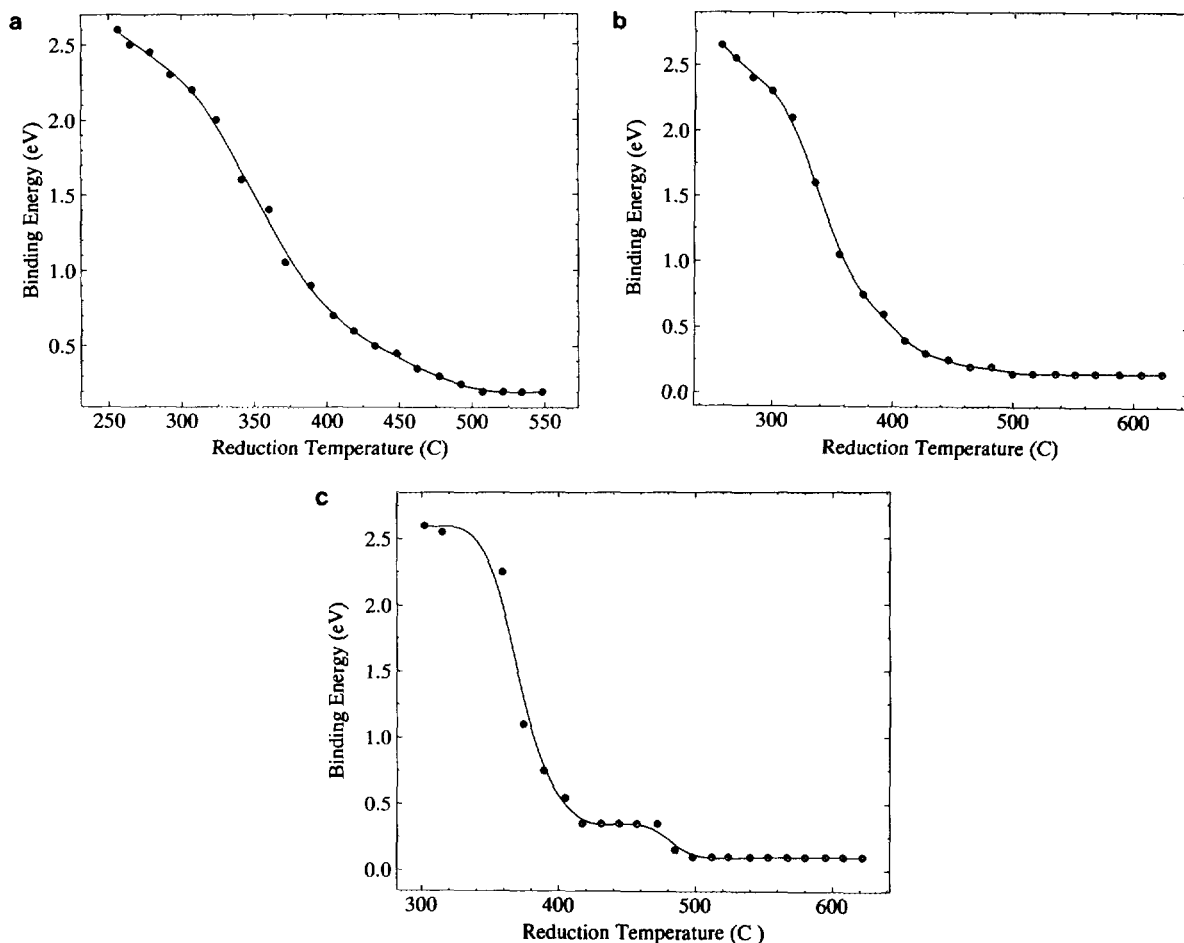 a
2.5
2.0
1.5
1.0
0.5
Binding Energy (eV)
250 300 350 400 450 500 550
Reduction Temperature (C)
b
2.5
2.0
1.5
1.0
0.5
0.0
Binding Energy (eV)
300 400 500 600
Reduction Temperature (C)
c
2.5
2.0
1.5
1.0
0.5
0.0
Binding Energy (eV)
300 400 500 600
Reduction Temperature (C )